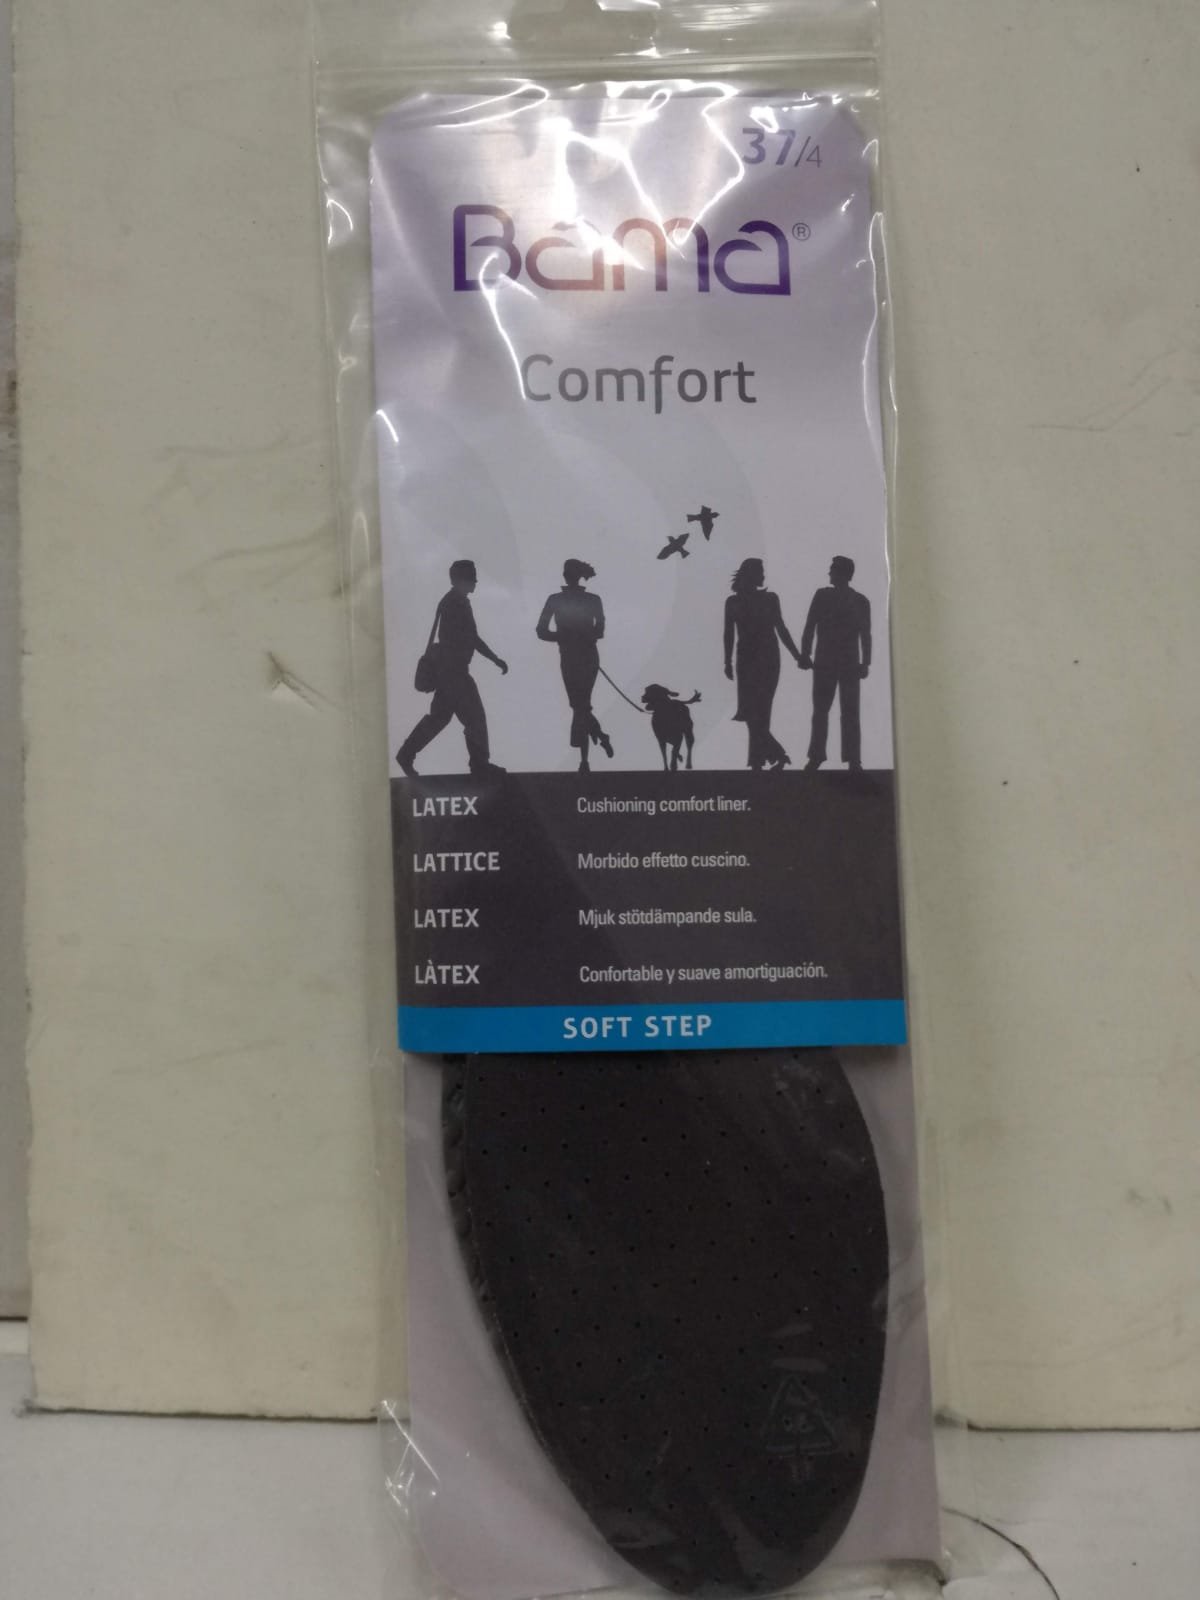 37/4
Bama®
Comfort
LATEX Cushioning comfort liner.
LATTICE Morbido effetto cuscino.
LATEX Mjuk stötdämpande sula.
LÀTEX Confortable y suave amortiguación.
SOFT STEP